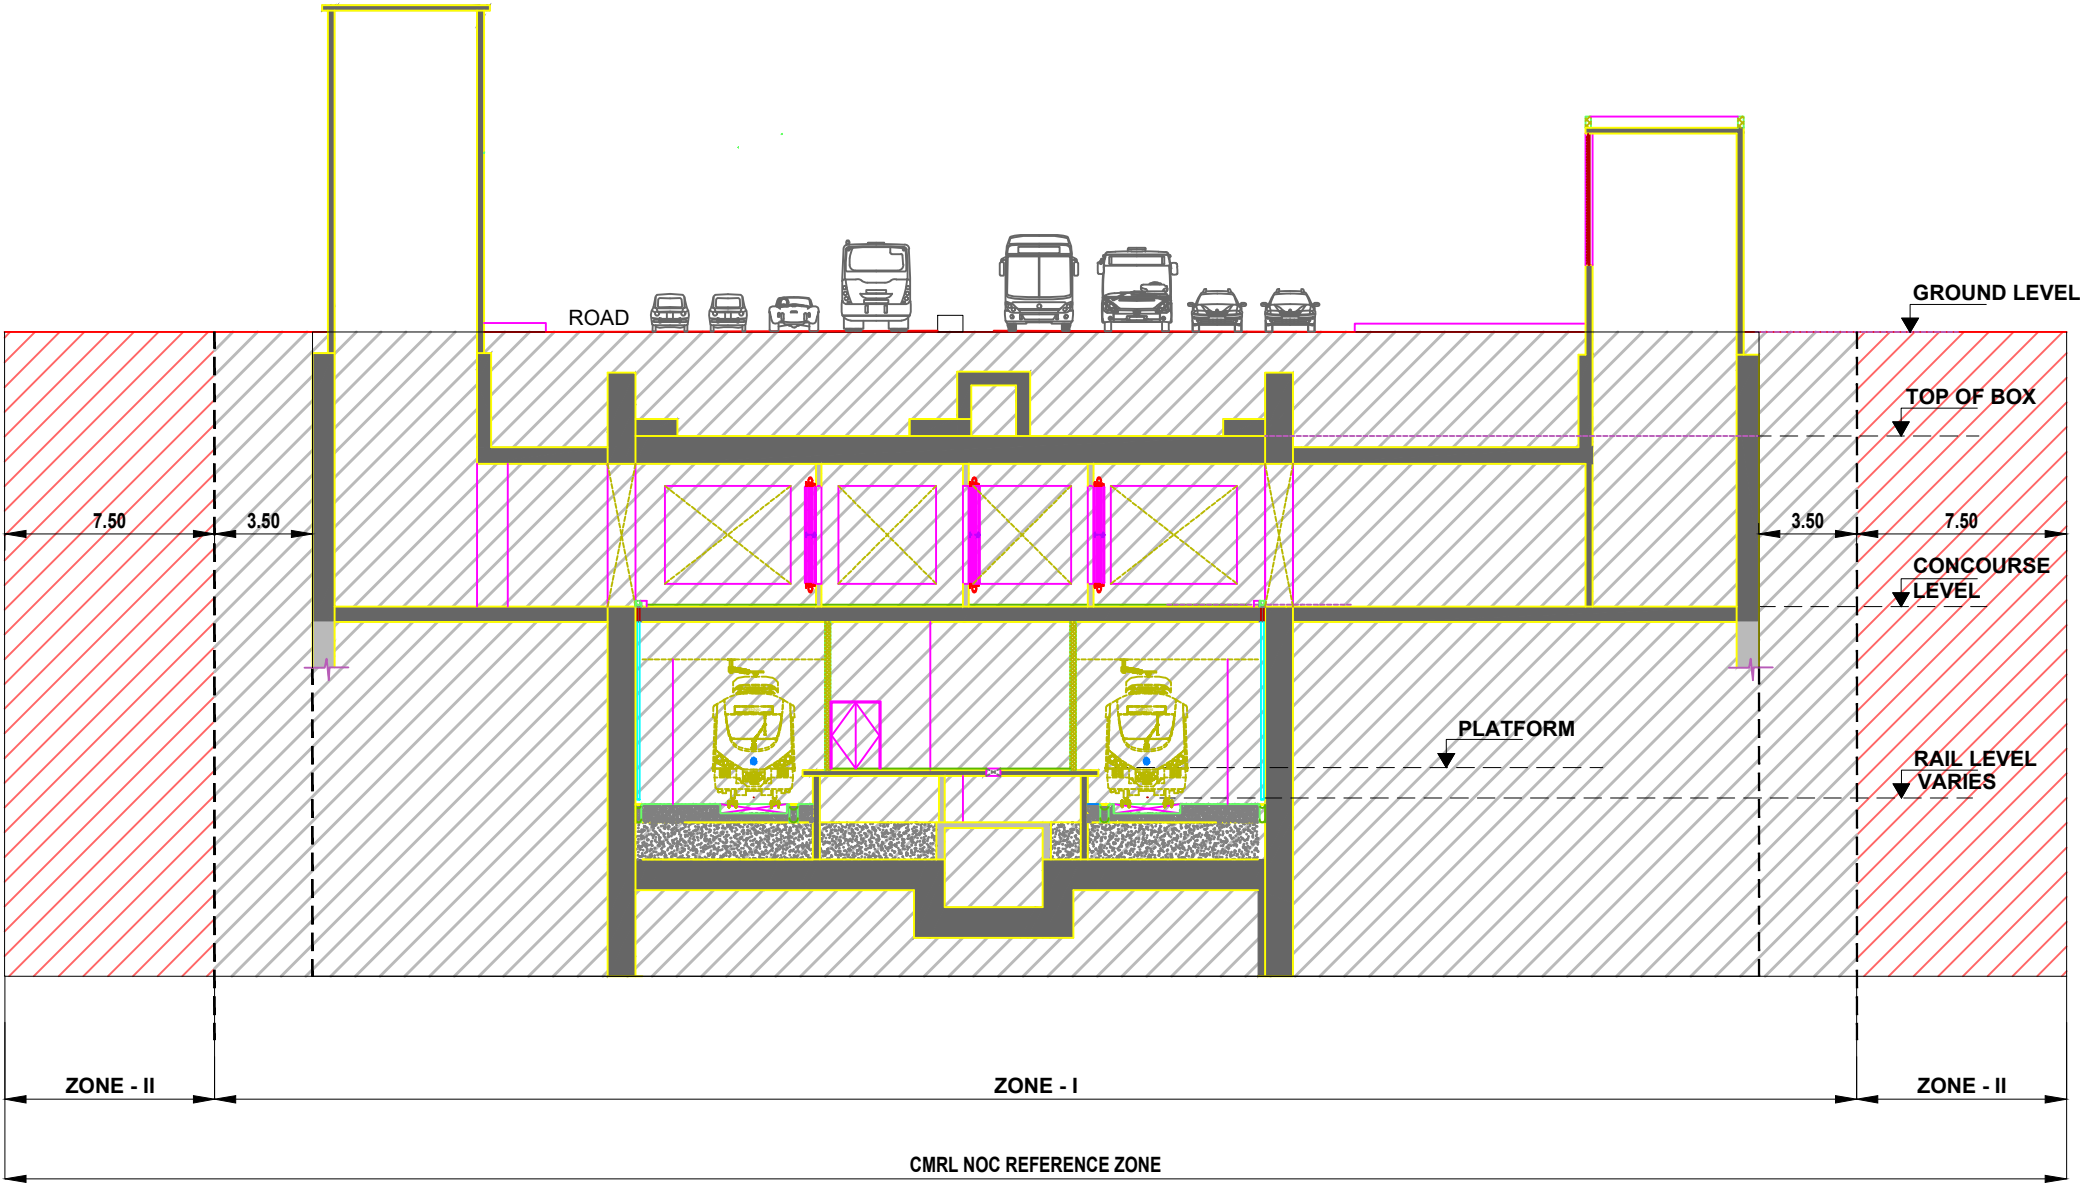 GROUND LEVEL
ROAD
TOP OF BOX
7.50
3.50
3.50
7.50
CONCOURSE
LEVEL
PLATFORM
RAIL LEVEL
VARIES
ZONE - II
ZONE - I
ZONE - II
CMRL NOC REFERENCE ZONE